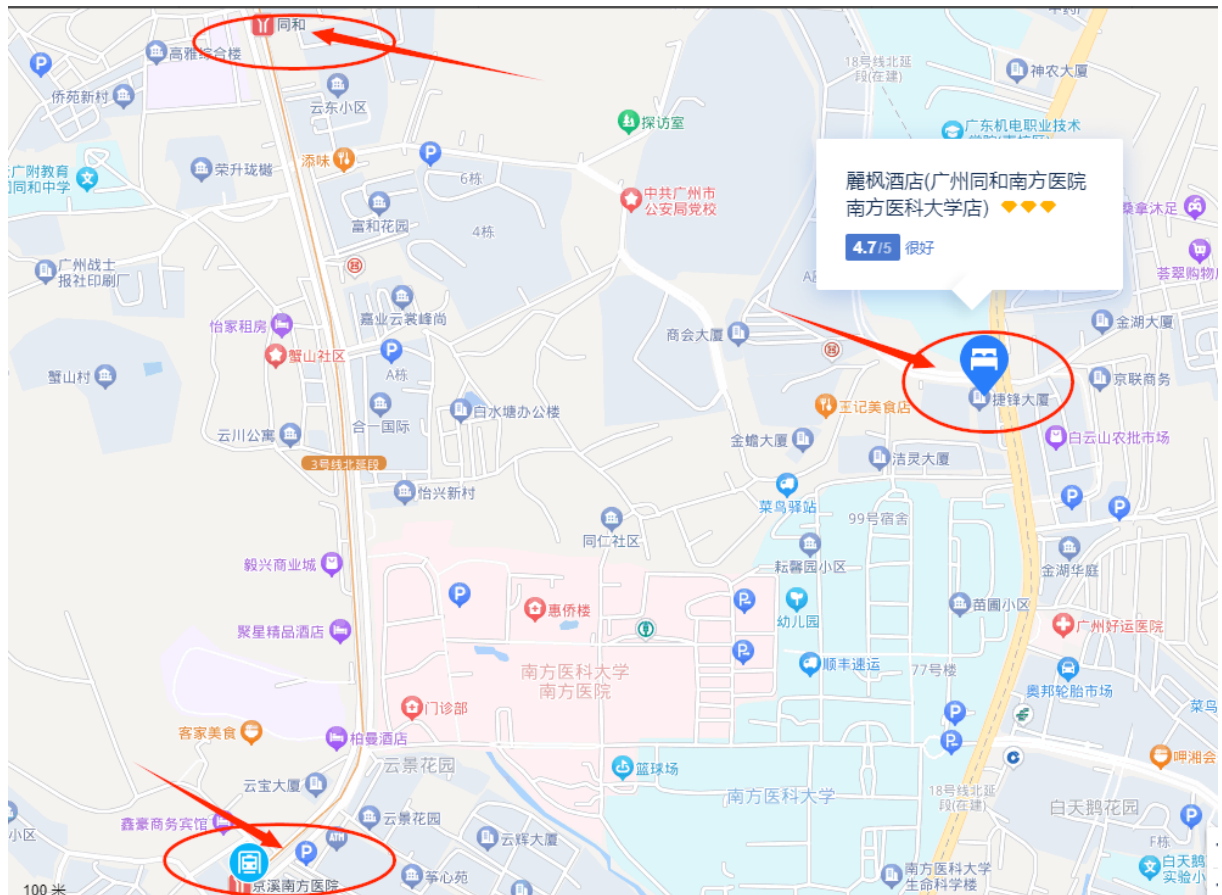 同和
高雅综合楼
侨苑新村
云东小区
18号线北延
段(在建)
神农大厦
探访室
广东机电职业技术
广附教育
同和中学
荣升珑樾
添味
6栋
中共广州市
公安局党校
富和花园
4栋
麗枫酒店(广州同和南方医院
南方医科大学店)
4.7/5 很好
桑拿沐足
荟翠购物
广州战士
报社印刷厂
怡家租房
嘉业云裳峰尚
商会大厦
金湖大厦
蟹山社区
蟹山村
A栋
京联商务
捷锋大厦
白水塘办公楼
王记美食店
云川公寓
合一国际
金蟾大厦
白云山农批市场
3号线北延段
洁灵大厦
怡兴新村
菜鸟驿站
99号宿舍
同仁社区
毅兴商业城
耘馨园小区
金湖华庭
惠侨楼
幼儿园
苗圃小区
聚星精品酒店
广州好运医院
南方医科大学
南方医院
顺丰速运
77号楼
奥邦轮胎市场
菜鸟
门诊部
客家美食
柏曼酒店
云景花园
篮球场
呷湘会
云宝大厦
南方医科大学
18号线北延
段(在建)
白天鹅花园
鑫豪商务宾馆
云景花园
小区
ATM
云辉大厦
F栋
京溪南方医院
筝心苑
南方医科大学
生命科学楼
白天鹅
实验小
100 米